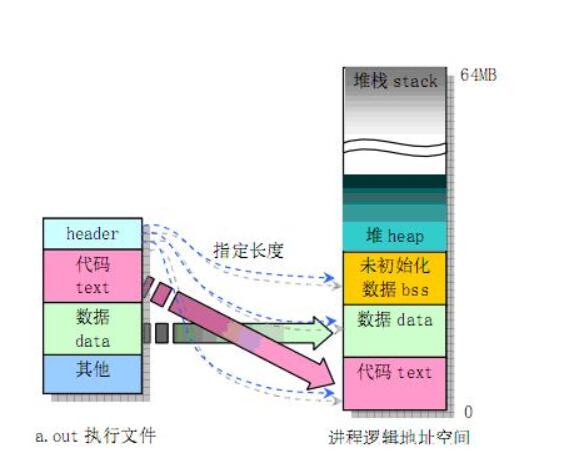 堆栈 stack
64MB
堆 heap
header
指定长度
代码
text
未初始化
数据 bss
数据
data
数据 data
其他
代码 text
0
a.out 执行文件
进程逻辑地址空间